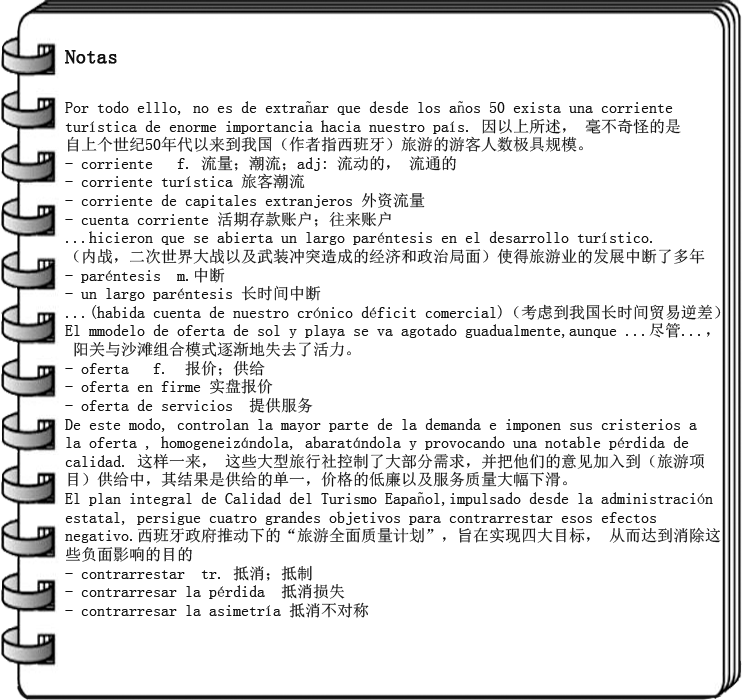 Notas
Por todo elllo, no es de extrañar que desde los años 50 exista una corriente
turística de enorme importancia hacia nuestro país. 因以上所述， 毫不奇怪的是
自上个世纪50年代以来到我国（作者指西班牙）旅游的游客人数极具规模。
- corriente f. 流量；潮流；adj: 流动的， 流通的
- corriente turística 旅客潮流
- corriente de capitales extranjeros 外资流量
- cuenta corriente 活期存款账户；往来账户
...hicieron que se abierta un largo paréntesis en el desarrollo turístico.
（内战，二次世界大战以及武装冲突造成的经济和政治局面）使得旅游业的发展中断了多年
- paréntesis m.中断
- un largo paréntesis 长时间中断
...(habida cuenta de nuestro crónico déficit comercial)（考虑到我国长时间贸易逆差）
El mmodelo de oferta de sol y playa se va agotado guadualmente,aunque ...尽管...，
阳关与沙滩组合模式逐渐地失去了活力。
- oferta f. 报价；供给
- oferta en firme 实盘报价
- oferta de servicios 提供服务
De este modo, controlan la mayor parte de la demanda e imponen sus cristerios a
la oferta , homogeneizándola, abaratándola y provocando una notable pérdida de
calidad. 这样一来， 这些大型旅行社控制了大部分需求，并把他们的意见加入到（旅游项
目）供给中，其结果是供给的单一，价格的低廉以及服务质量大幅下滑。
El plan integral de Calidad del Turismo Eapañol,impulsado desde la administración
estatal, persigue cuatro grandes objetivos para contrarrestar esos efectos
negativo.西班牙政府推动下的“旅游全面质量计划”，旨在实现四大目标， 从而达到消除这
些负面影响的目的
- contrarrestar tr. 抵消；抵制
- contrarresar la pérdida 抵消损失
- contrarresar la asimetría 抵消不对称